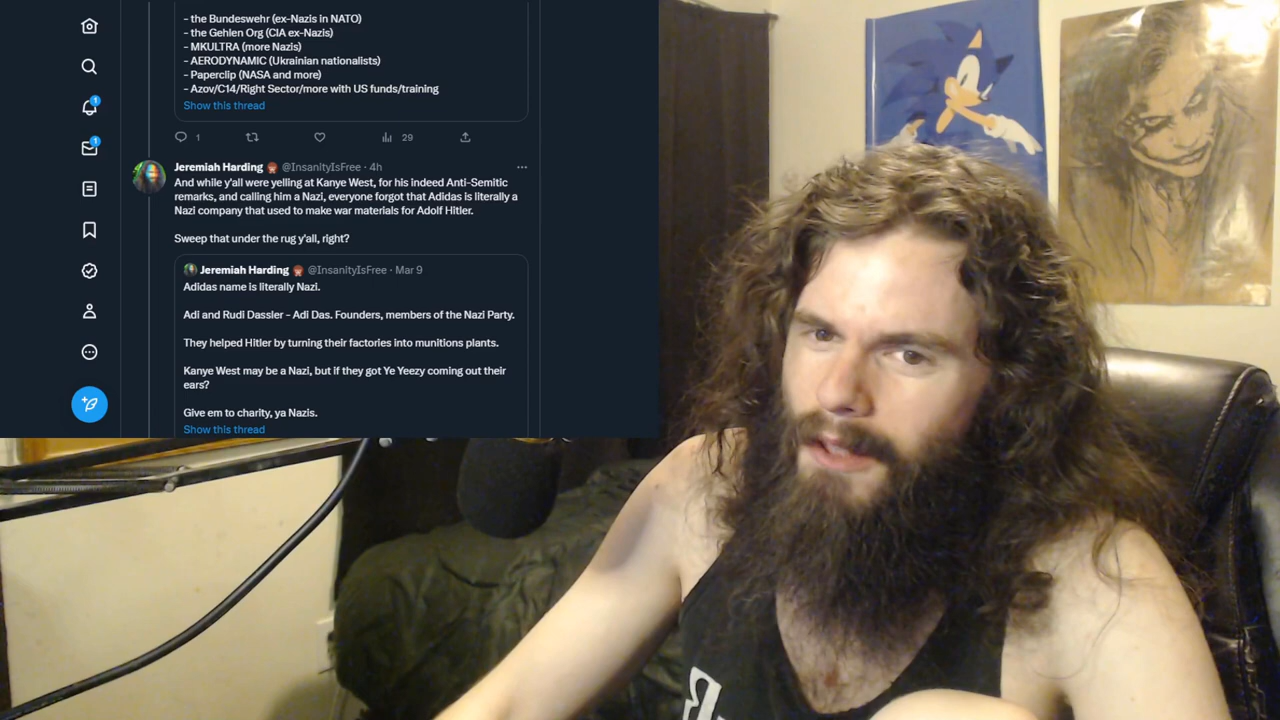 - the Bundeswehr (ex-Nazis in NATO)
- the Gehlen Org (CIA ex-Nazis)
- MKULTRA (more Nazis)
- AERODYNAMIC (Ukrainian nationalists)
- Paperclip (NASA and more)
- Azov/C14/Right Sector/more with US funds/training
Show this thread
1
29
1
1
Jeremiah Harding @InsanityIsFree · 4h
And while y'all were yelling at Kanye West, for his indeed Anti-Semitic
remarks, and calling him a Nazi, everyone forgot that Adidas is literally a
Nazi company that used to make war materials for Adolf Hitler.
Sweep that under the rug y'all, right?
Jeremiah Harding @InsanityIsFree · Mar 9
Adidas name is literally Nazi.
Adi and Rudi Dassler - Adi Das. Founders, members of the Nazi Party.
They helped Hitler by turning their factories into munitions plants.
Kanye West may be a Nazi, but if they got Ye Yeezy coming out their
ears?
Give em to charity, ya Nazis.
Show this thread